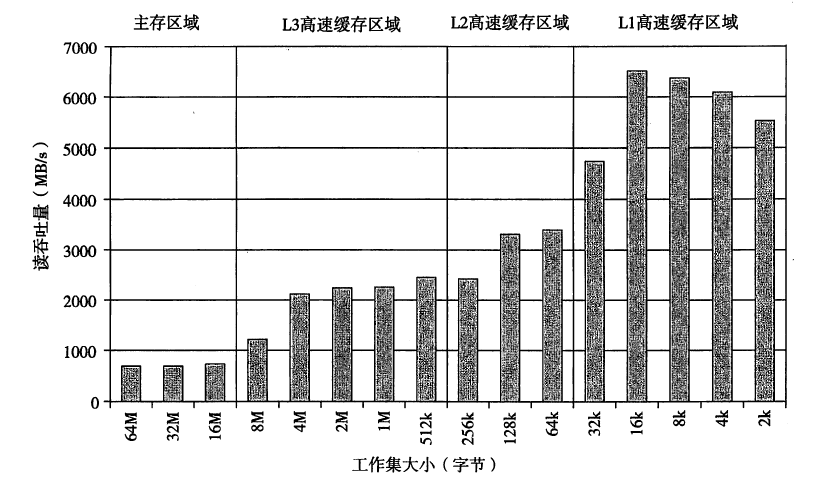 主存区域
L3高速缓存区域
L2高速缓存区域
L1高速缓存区域
7000
6000
5000
4000
3000
2000
1000
0
读吞吐量（MB/s）
64M
32M
16M
8M
4M
2M
1M
512k
256k
128k
64k
32k
16k
8k
4k
2k
工作集大小（字节）